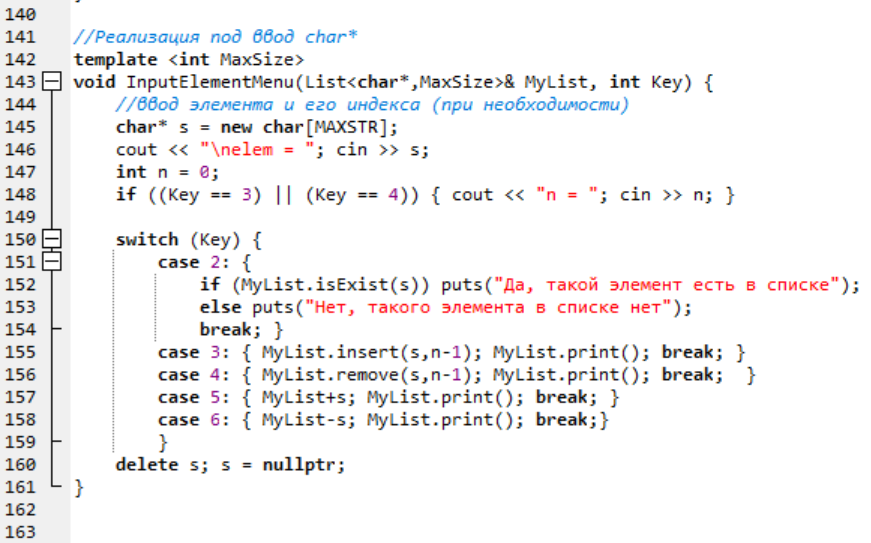 140
141 //Реализация под ввод char*
142 template <int MaxSize>
143 void InputElementMenu(List<char*,MaxSize>& MyList, int Key) {
144 //ввод элемента и его индекса (при необходимости)
145 char* s = new char[MAXSTR];
146 cout << "\nelem = "; cin >> s;
147 int n = 0;
148 if ((Key == 3) || (Key == 4)) { cout << "n = "; cin >> n; }
149
150 switch (Key) {
151 case 2: {
152 if (MyList.isExist(s)) puts("Да, такой элемент есть в списке");
153 else puts("Нет, такого элемента в списке нет");
154 break; }
155 case 3: { MyList.insert(s,n-1); MyList.print(); break; }
156 case 4: { MyList.remove(s,n-1); MyList.print(); break;  }
157 case 5: { MyList+s; MyList.print(); break; }
158 case 6: { MyList-s; MyList.print(); break;}
159 }
160 delete s; s = nullptr;
161 }
162
163